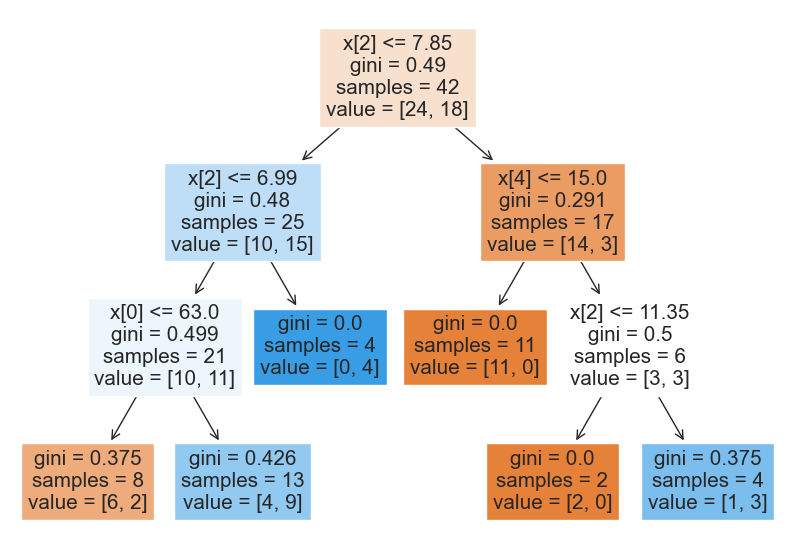 x[2] <= 7.85
gini = 0.49
samples = 42
value = [24, 18]
x[2] <= 6.99
gini = 0.48
samples = 25
value = [10, 15]
x[4] <= 15.0
gini = 0.291
samples = 17
value = [14, 3]
x[0] <= 63.0
gini = 0.499
samples = 21
value = [10, 11]
gini = 0.0
samples = 4
value = [0, 4]
gini = 0.0
samples = 11
value = [11, 0]
x[2] <= 11.35
gini = 0.5
samples = 6
value = [3, 3]
gini = 0.375
samples = 8
value = [6, 2]
gini = 0.426
samples = 13
value = [4, 9]
gini = 0.0
samples = 2
value = [2, 0]
gini = 0.375
samples = 4
value = [1, 3]